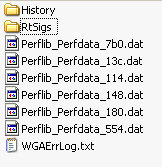 History
RtSigs
Perflib_Perfdata_7b0.dat
Perflib_Perfdata_13c.dat
Perflib_Perfdata_114.dat
Perflib_Perfdata_148.dat
Perflib_Perfdata_180.dat
Perflib_Perfdata_554.dat
WGAErrLog.txt